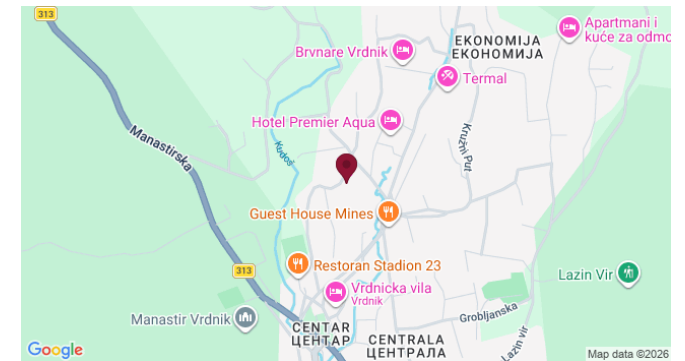 313
Manastirska
Kudoš
Brvnare Vrdnik
EKONOMIJA
ЕКОНОМИЈА
Apartmani i
kuće za odmo
Termal
Hotel Premier Aqua
Kružni Put
Guest House Mines
313
Restoran Stadion 23
Lazin Vir
Vrdnicka vila
Vrdnik
Manastir Vrdnik
Grobljanska
Lazin vir
CENTAR
ЦЕНТАР
CENTRALA
ЦЕНТРАЛА
Google
Map data ©2026